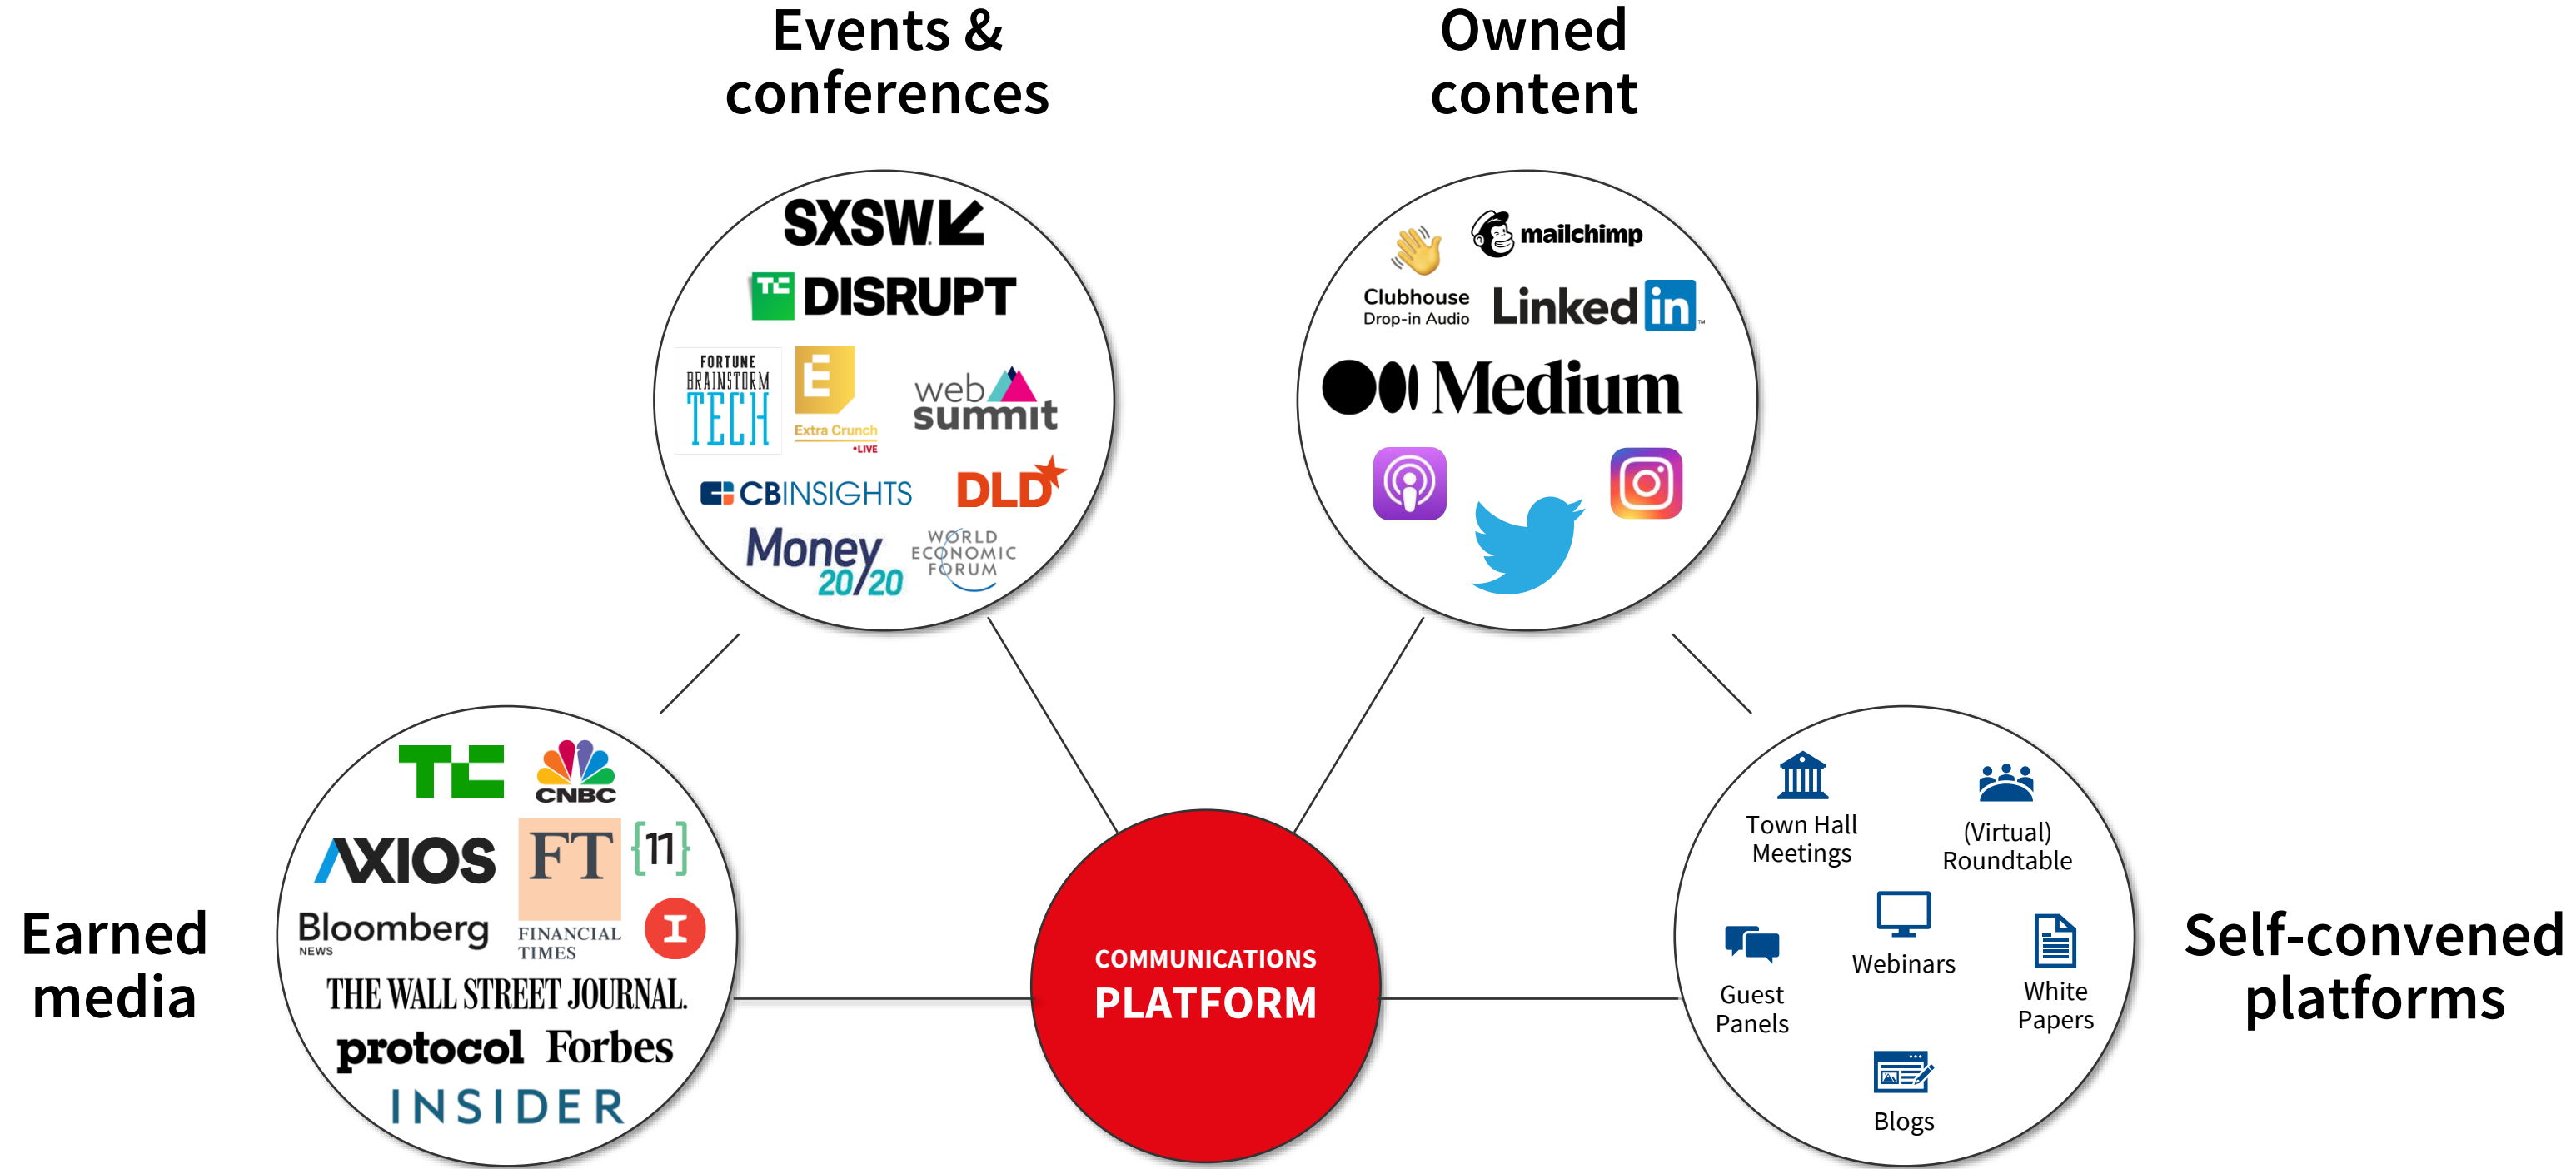 Events &
conferences
Owned
content
SXSW
TC DISRUPT
FORTUNE
BRAINSTORM
TECH
E
Extra Crunch
•LIVE
web
summit
CBINSIGHTS
DLD
Money
20/20
WORLD
ECONOMIC
FORUM
mailchimp
Clubhouse
Drop-in Audio
Linked in ™
Medium
Earned
media
TC
CNBC
AXIOS
FT
FINANCIAL
TIMES
{11}
Bloomberg
NEWS
I
THE WALL STREET JOURNAL.
protocol Forbes
INSIDER
COMMUNICATIONS
PLATFORM
Town Hall
Meetings
(Virtual)
Roundtable
Webinars
Guest
Panels
White
Papers
Blogs
Self-convened
platforms